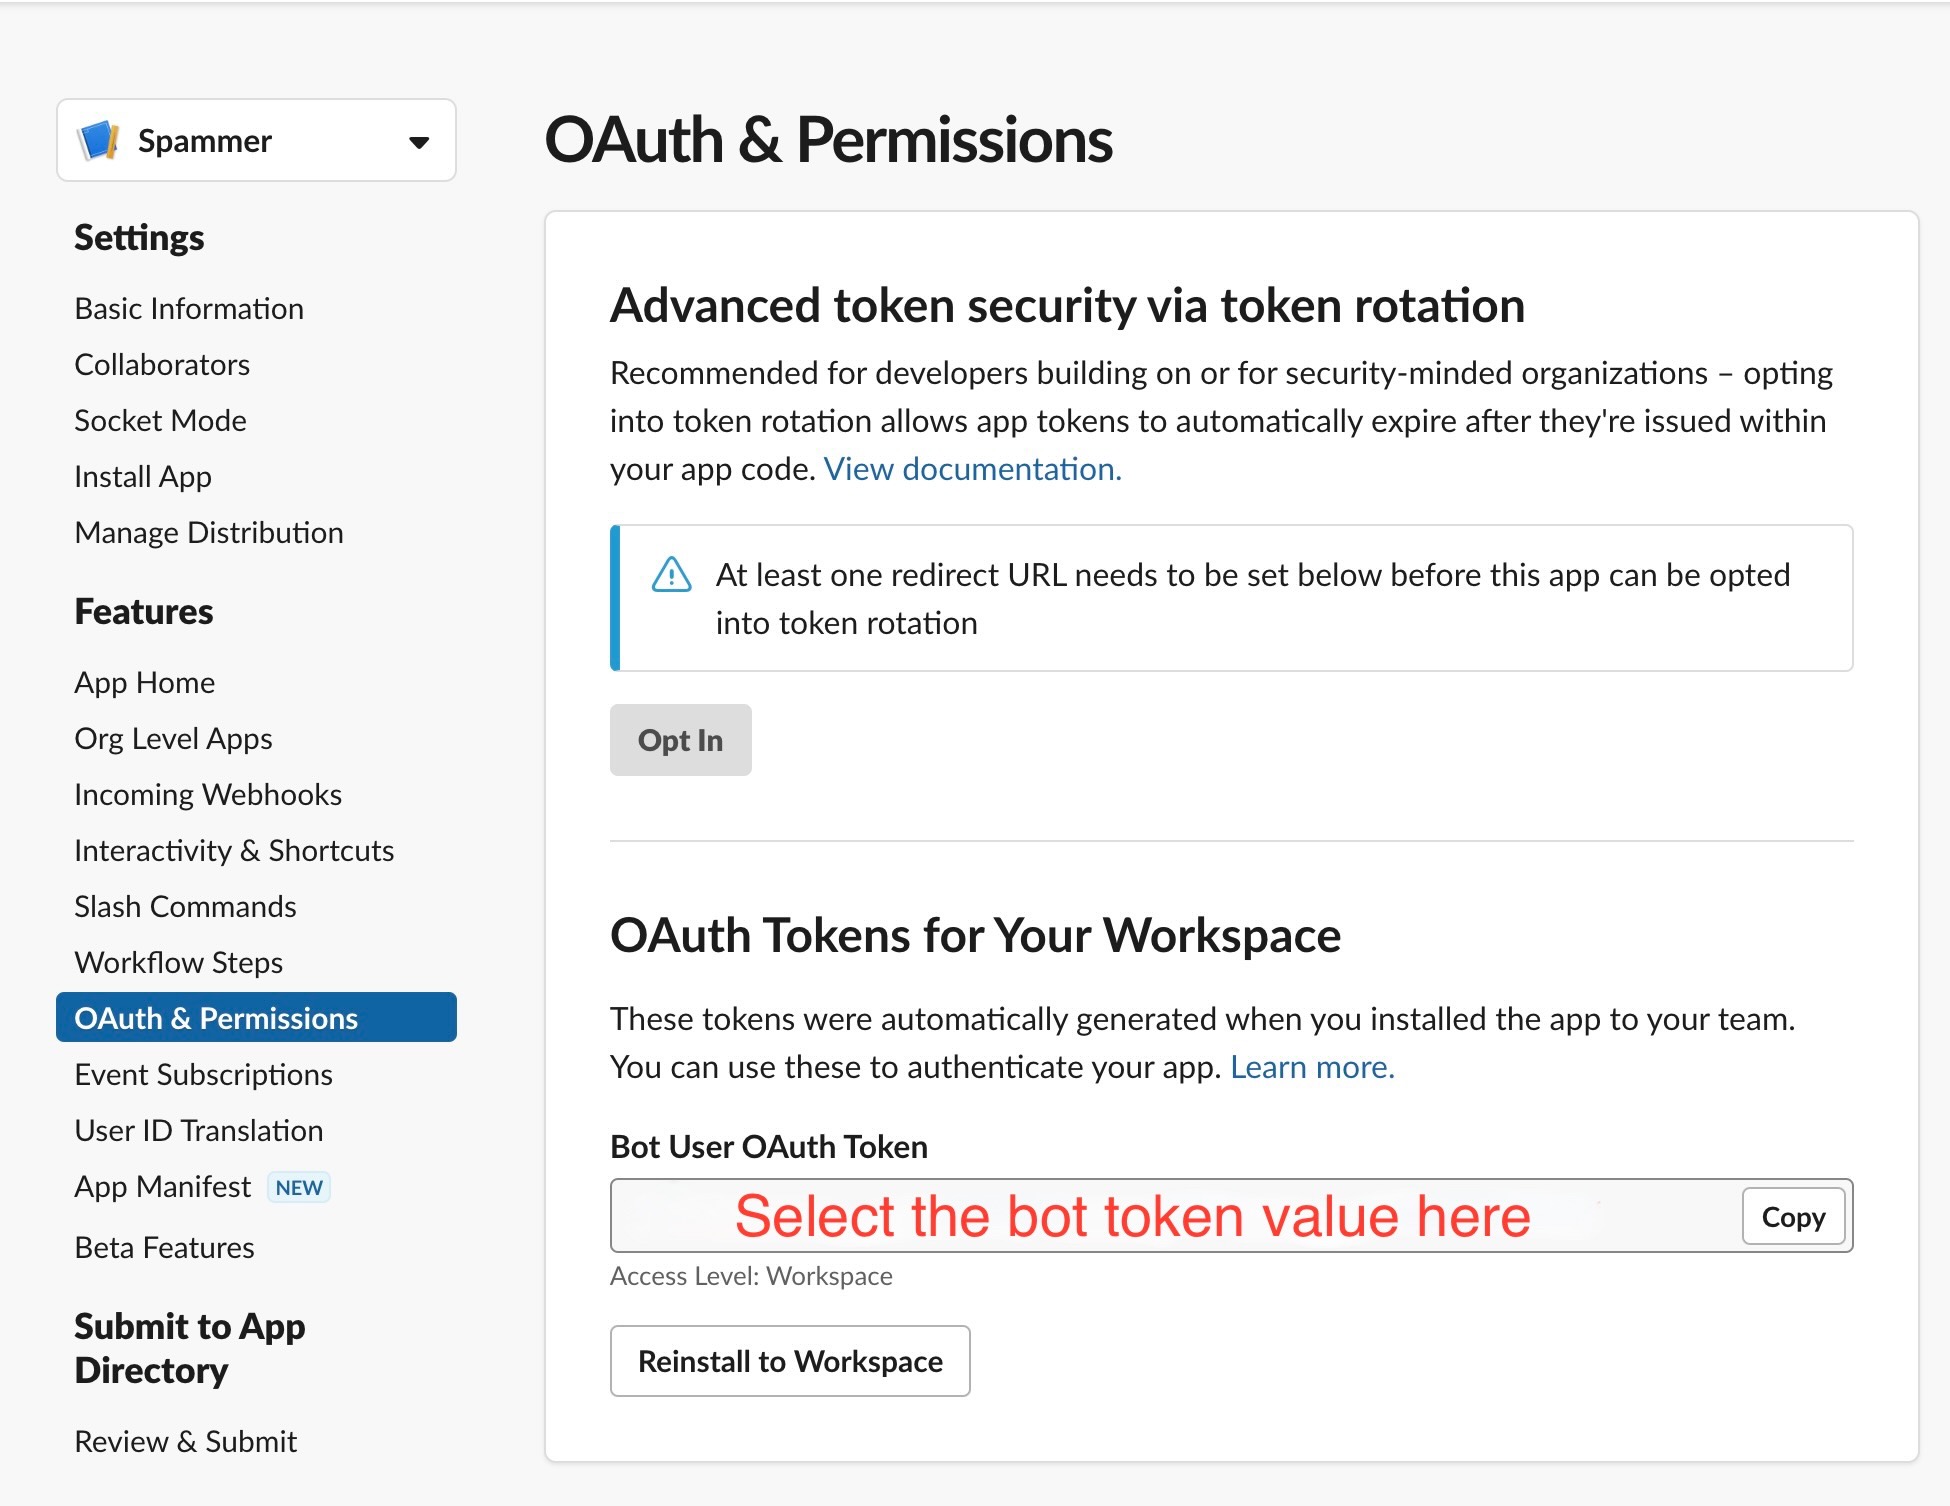 Spammer
Settings
Basic Information
Collaborators
Socket Mode
Install App
Manage Distribution
Features
App Home
Org Level Apps
Incoming Webhooks
Interactivity & Shortcuts
Slash Commands
Workflow Steps
OAuth & Permissions
Event Subscriptions
User ID Translation
App Manifest NEW
Beta Features
Submit to App
Directory
Review & Submit
OAuth & Permissions
Advanced token security via token rotation
Recommended for developers building on or for security-minded organizations – opting
into token rotation allows app tokens to automatically expire after they're issued within
your app code. View documentation.
At least one redirect URL needs to be set below before this app can be opted
into token rotation
Opt In
OAuth Tokens for Your Workspace
These tokens were automatically generated when you installed the app to your team.
You can use these to authenticate your app. Learn more.
Bot User OAuth Token
Select the bot token value here
Copy
Access Level: Workspace
Reinstall to Workspace